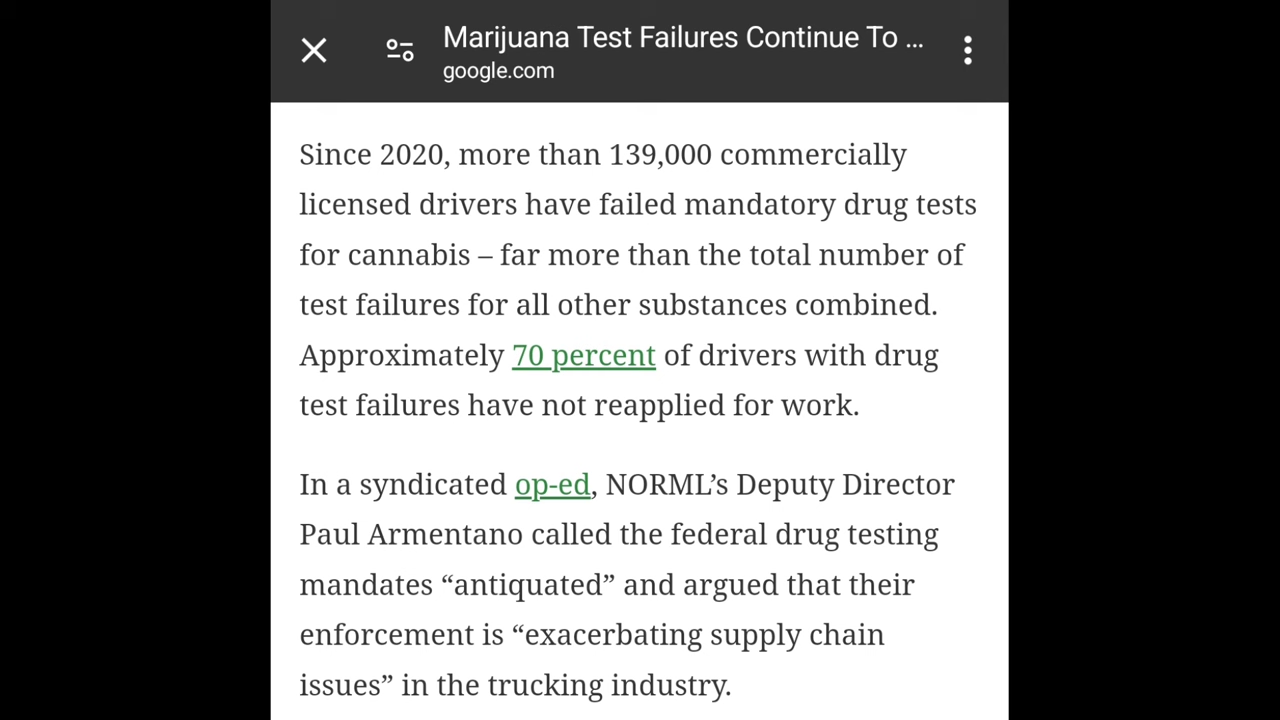 Marijuana Test Failures Continue To ...
google.com
Since 2020, more than 139,000 commercially
licensed drivers have failed mandatory drug tests
for cannabis – far more than the total number of
test failures for all other substances combined.
Approximately 70 percent of drivers with drug
test failures have not reapplied for work.
In a syndicated op-ed, NORML’s Deputy Director
Paul Armentano called the federal drug testing
mandates “antiquated” and argued that their
enforcement is “exacerbating supply chain
issues” in the trucking industry.